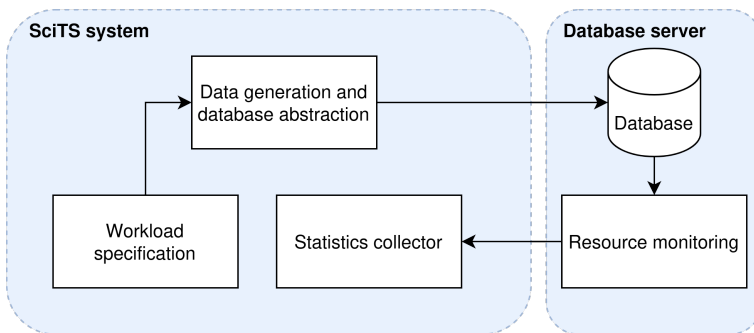 SciTS system
Database server
Data generation and
database abstraction
Database
Workload
specification
Statistics collector
Resource monitoring